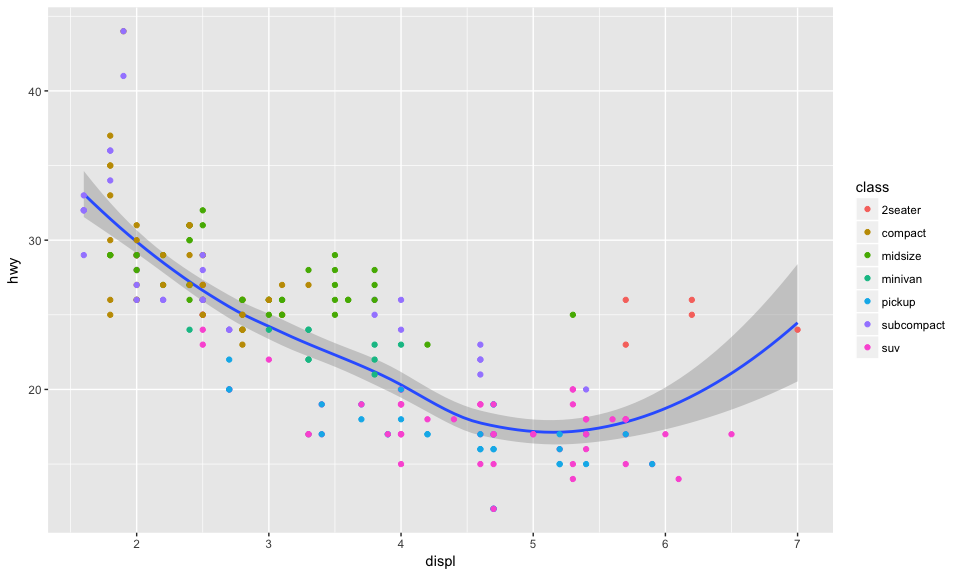 hwy
40
30
20
2 3 4 5 6 7
displ
class
2seater
compact
midsize
minivan
pickup
subcompact
suv